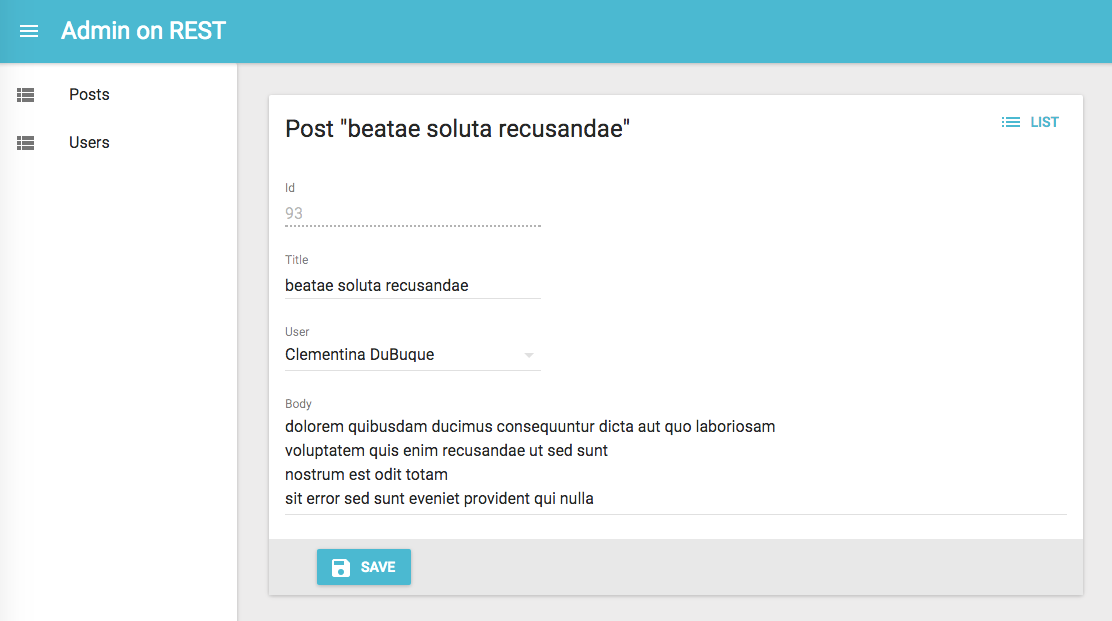 Admin on REST
Posts
Users
Post "beatae soluta recusandae"
LIST
Id
93
Title
beatae soluta recusandae
User
Clementina DuBuque
Body
dolorem quibusdam ducimus consequuntur dicta aut quo laboriosam
voluptatem quis enim recusandae ut sed sunt
nostrum est odit totam
sit error sed sunt eveniet provident qui nulla
SAVE